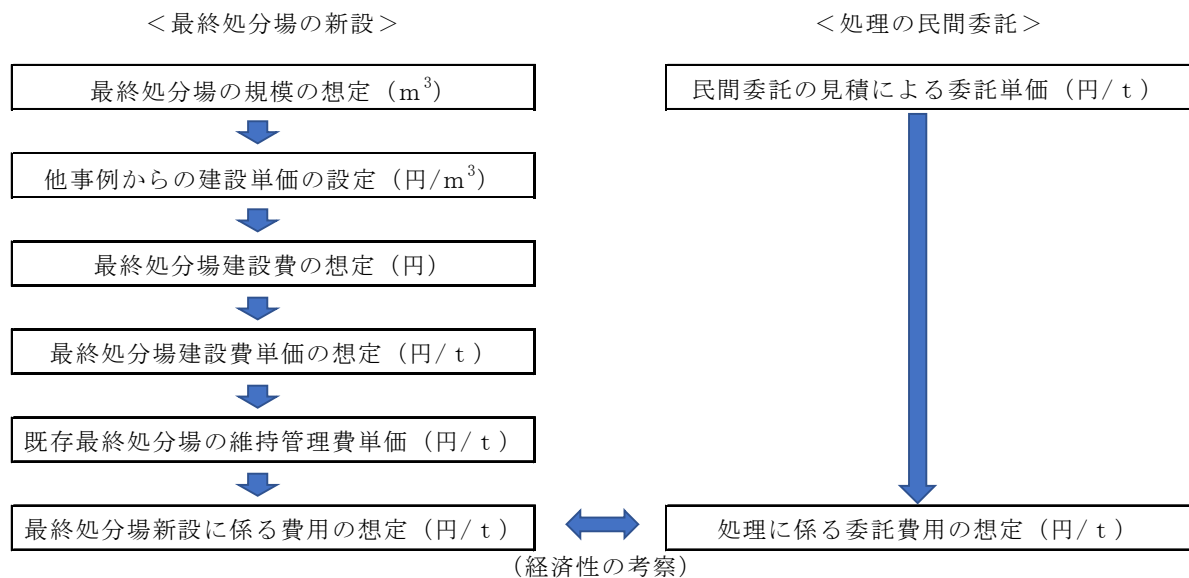 ＜最終処分場の新設＞
最終処分場の規模の想定（m³）
他事例からの建設単価の設定（円/m³）
最終処分場建設費の想定（円）
最終処分場建設費単価の想定（円/ｔ）
既存最終処分場の維持管理費単価（円/ｔ）
最終処分場新設に係る費用の想定（円/ｔ）
＜処理の民間委託＞
民間委託の見積による委託単価（円/ｔ）
処理に係る委託費用の想定（円/ｔ）
（経済性の考察）